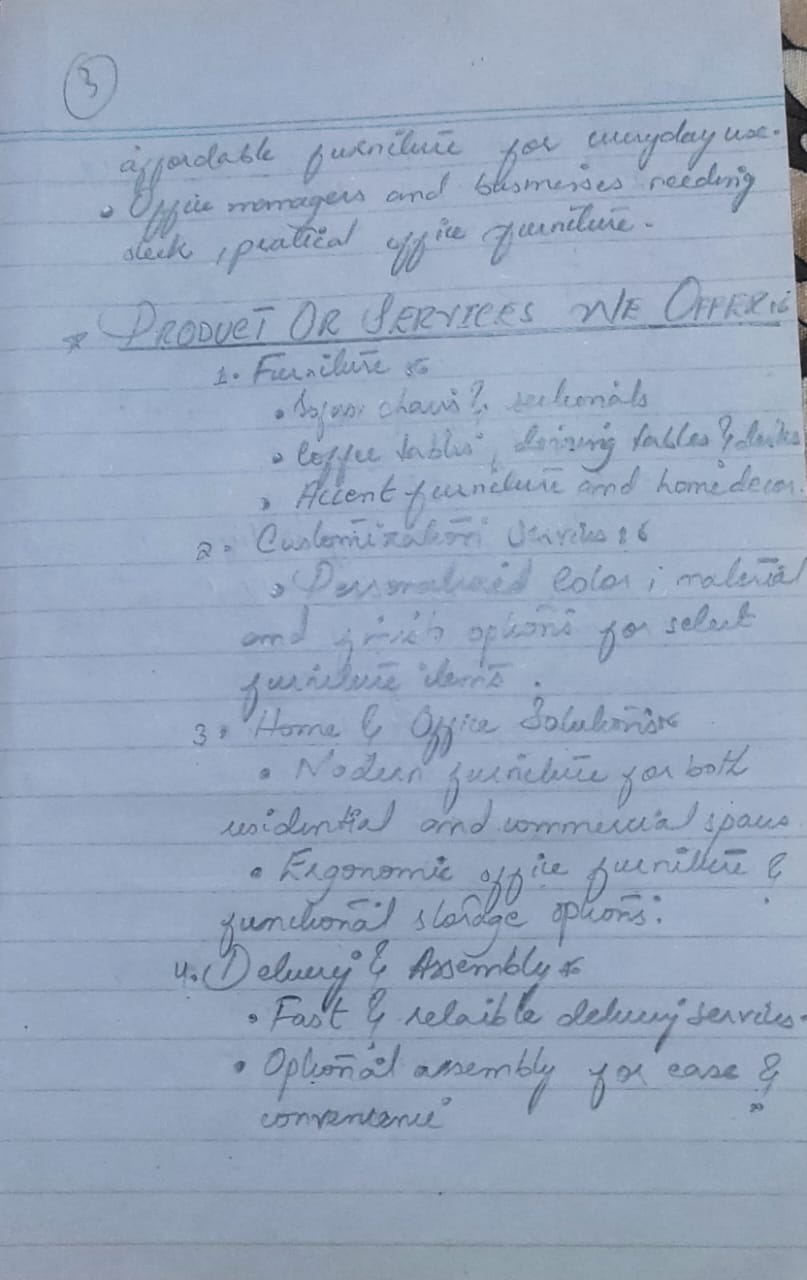 3
affordable furniture for everyday use.
• Office managers and businesses needing
sleek, pratical office furniture.
* PRODUCT OR SERVICES WE OFFER:
1. Furniture :
• Sofas, chairs & sectionals
• Coffee tables, dining tables & desks
• Accent furniture and home decor.
2. Customization Services :
• Personalized Color, material
and finish options for select
furniture items.
3. Home & Office Solutions:
• Modern furniture for both
residential and commercial spaces
• Ergonomic office furniture &
functional storage options.
4. Delivery & Assembly:
• Fast & relaible delivery services.
• Optional assembly for ease &
convenience